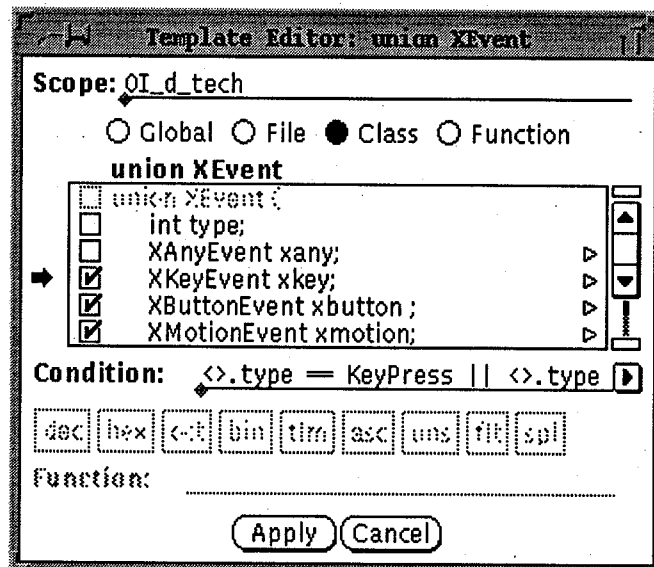 Template Editor: union XEvent
Scope: OI_d_tech
Global File Class Function
union XEvent
union XEvent {
int type;
XAnyEvent xany;
XKeyEvent xkey;
XButtonEvent xbutton ;
XMotionEvent xmotion;
Condition: <>.type == KeyPress || <>.type
dec hex bin tim asc uns flt spl
Function:
Apply Cancel